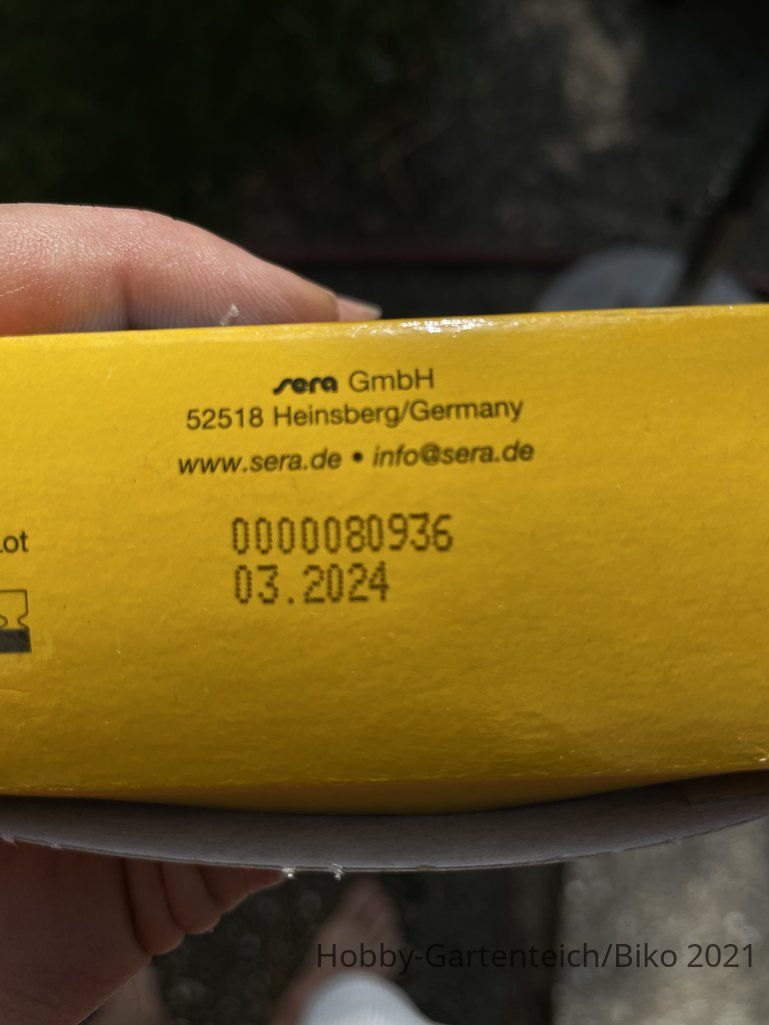 sera GmbH
52518 Heinsberg/Germany
www.sera.de • info@sera.de
Lot
0000080936
03.2024
Hobby-Gartenteich/Biko 2021